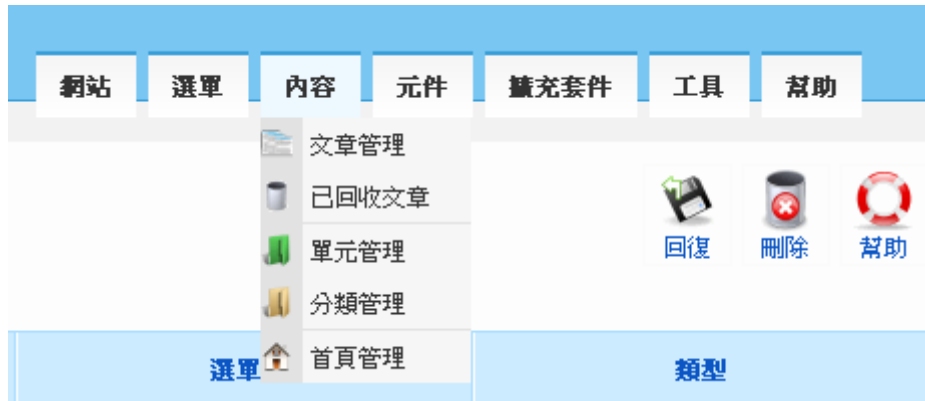 網站 選單 內容 元件 擴充套件 工具 幫助
文章管理
已回收文章
單元管理
分類管理
首頁管理
回復 刪除 幫助
選單 類型